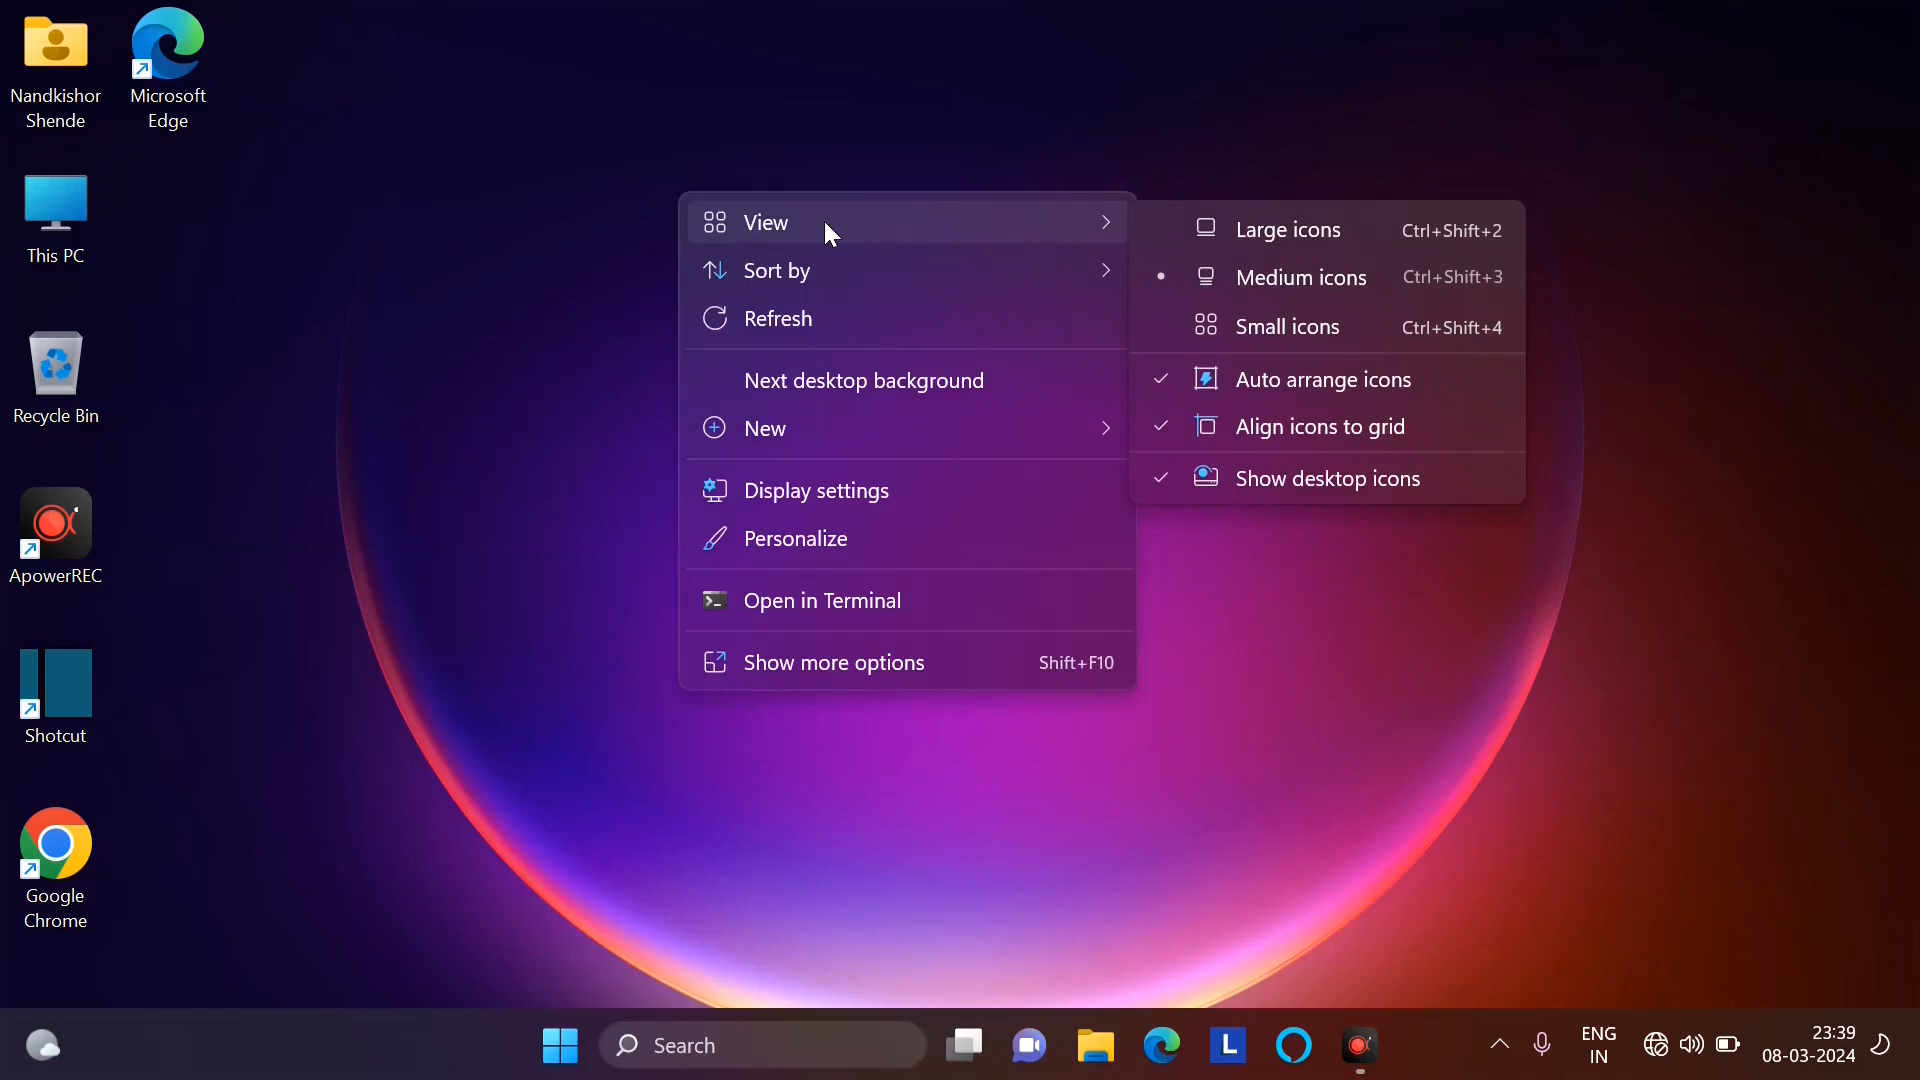 Nandkishor
Shende
Microsoft
Edge
This PC
Recycle Bin
ApowerREC
Shotcut
Google
Chrome
View
Sort by
Refresh
Next desktop background
New
Display settings
Personalize
Open in Terminal
Show more options Shift+F10
Large icons Ctrl+Shift+2
Medium icons Ctrl+Shift+3
Small icons Ctrl+Shift+4
Auto arrange icons
Align icons to grid
Show desktop icons
Search
L
ENG
IN
23:39
08-03-2024